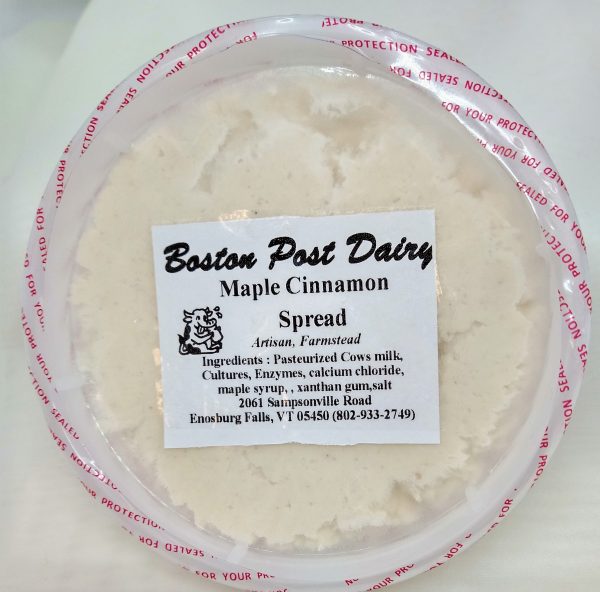 Boston Post Dairy
Maple Cinnamon
Spread
Artisan, Farmstead
Ingredients : Pasteurized Cows milk,
Cultures, Enzymes, calcium chloride,
maple syrup, , xanthan gum,salt
2061 Sampsonville Road
Enosburg Falls, VT 05450 (802-933-2749)
SEALED FOR YOUR PROTECTION